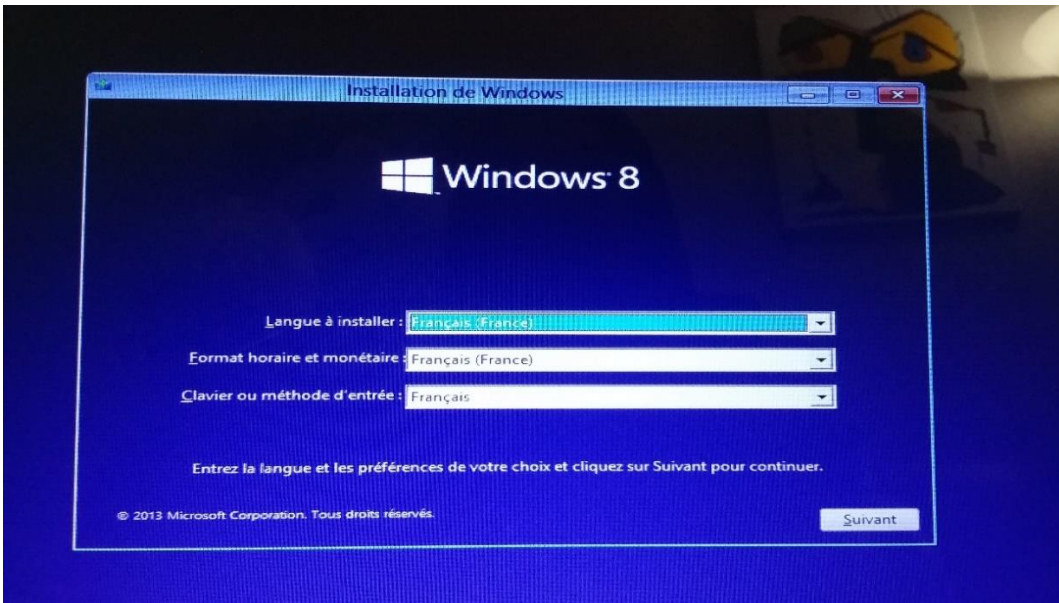 Installation de Windows
Windows 8
Langue à installer : Français (France)
Format horaire et monétaire : Français (France)
Clavier ou méthode d'entrée : Français
Entrez la langue et les préférences de votre choix et cliquez sur Suivant pour continuer.
© 2013 Microsoft Corporation. Tous droits réservés.
Suivant